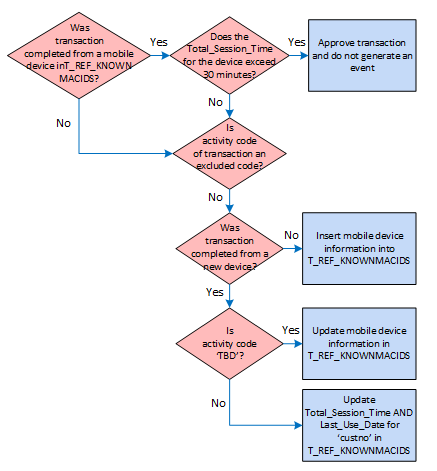 Was
transaction
completed from a mobile
device inT_REF_KNOWN
MACIDS?
Yes
Does the
Total_Session_Time
for the device exceed
30 minutes?
Yes
Approve transaction
and do not generate an
event
No
No
Is
activity code
of transaction an
excluded code?
No
Was
transaction
completed from a
new device?
No
Insert mobile device
information into
T_REF_KNOWNMACIDS
Yes
Is
activity code
‘TBD’?
Yes
Update mobile device
information in
T_REF_KNOWNMACIDS
No
Update
Total_Session_Time AND
Last_Use_Date for
‘custno’ in
T_REF_KNOWNMACIDS